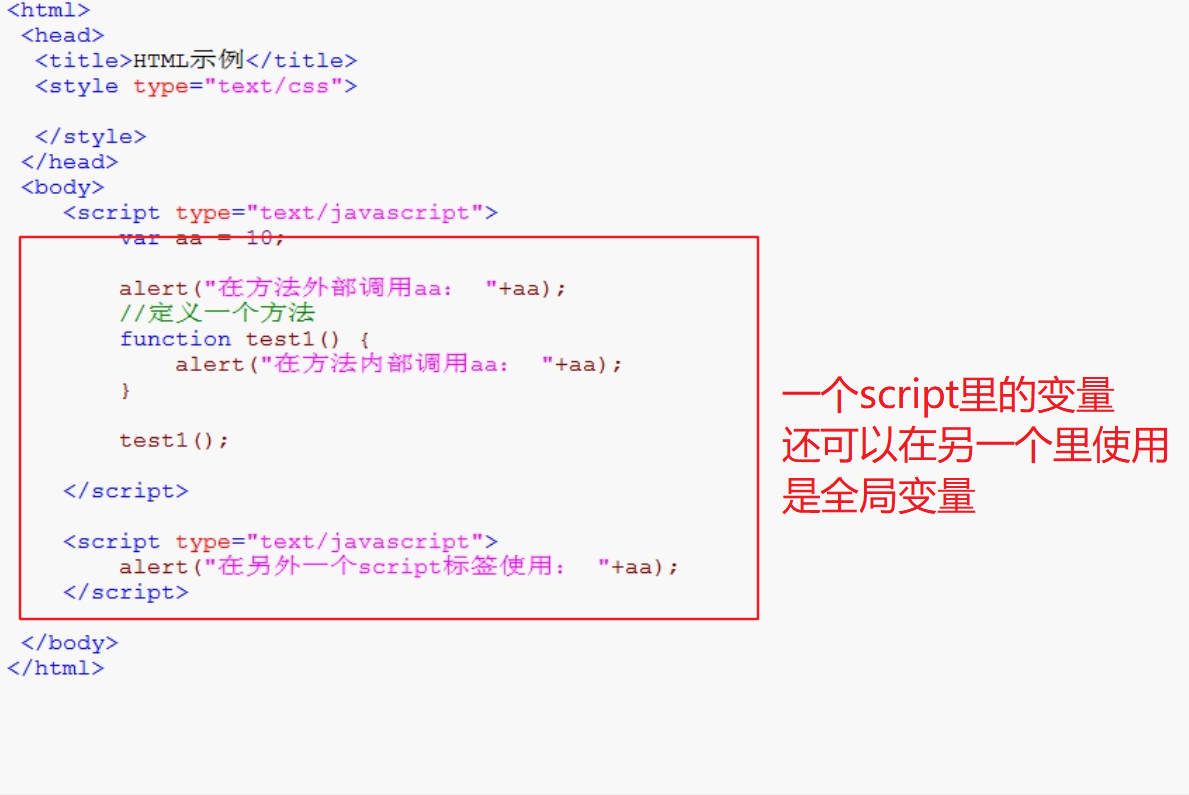 <html>
<head>
<title>HTML示例</title>
<style type="text/css">
</style>
</head>
<body>
<script type="text/javascript">
var aa = 10;
alert("在方法外部调用aa： "+aa);
//定义一个方法
function test1() {
alert("在方法内部调用aa： "+aa);
}
test1();
</script>
<script type="text/javascript">
alert("在另外一个script标签使用： "+aa);
</script>
</body>
</html>
一个script里的变量
还可以在另一个里使用
是全局变量